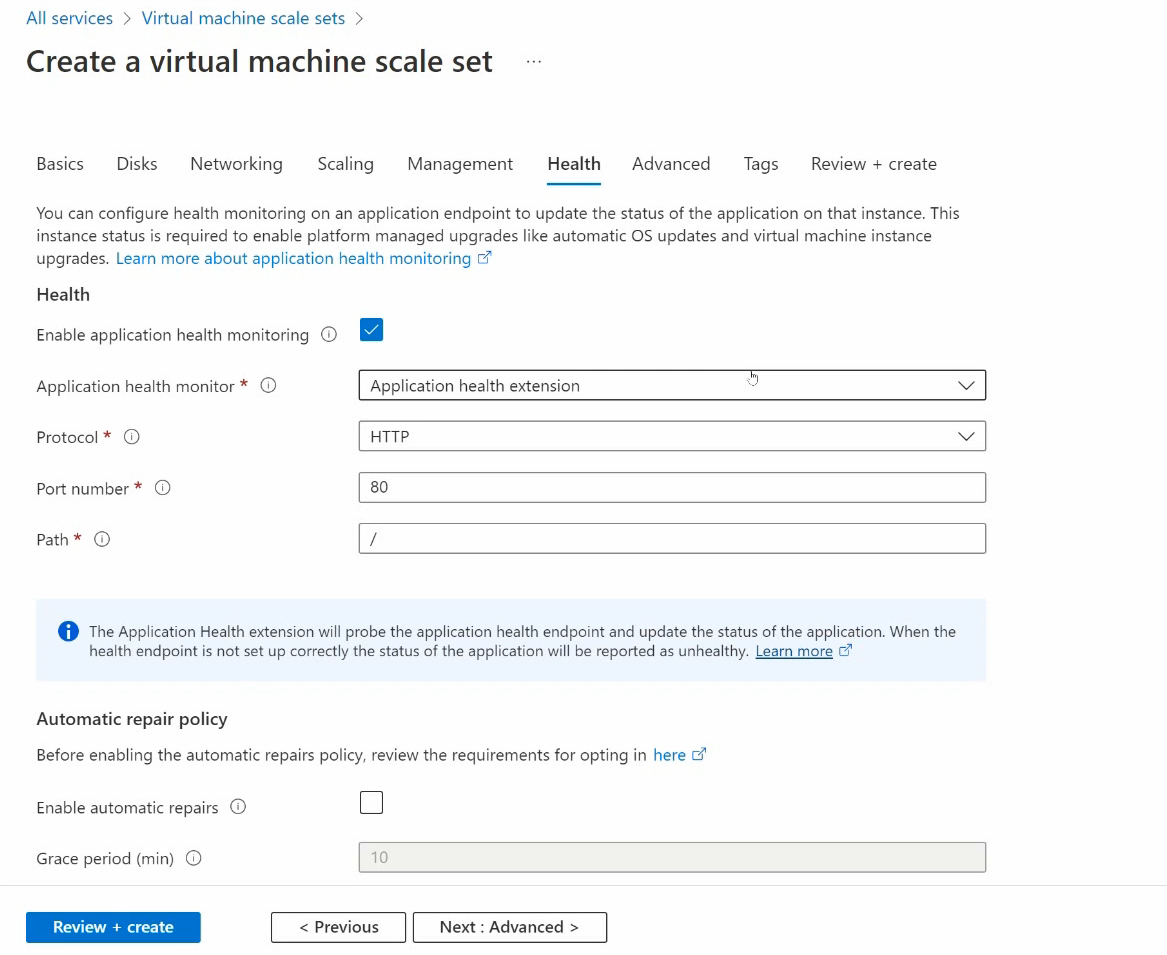 All services > Virtual machine scale sets >
Create a virtual machine scale set ...
Basics Disks Networking Scaling Management Health Advanced Tags Review + create
You can configure health monitoring on an application endpoint to update the status of the application on that instance. This
instance status is required to enable platform managed upgrades like automatic OS updates and virtual machine instance
upgrades. Learn more about application health monitoring
Health
Enable application health monitoring
Application health monitor * Application health extension
Protocol * HTTP
Port number * 80
Path * /
The Application Health extension will probe the application health endpoint and update the status of the application. When the
health endpoint is not set up correctly the status of the application will be reported as unhealthy. Learn more
Automatic repair policy
Before enabling the automatic repairs policy, review the requirements for opting in here
Enable automatic repairs
Grace period (min) 10
Review + create < Previous Next : Advanced >